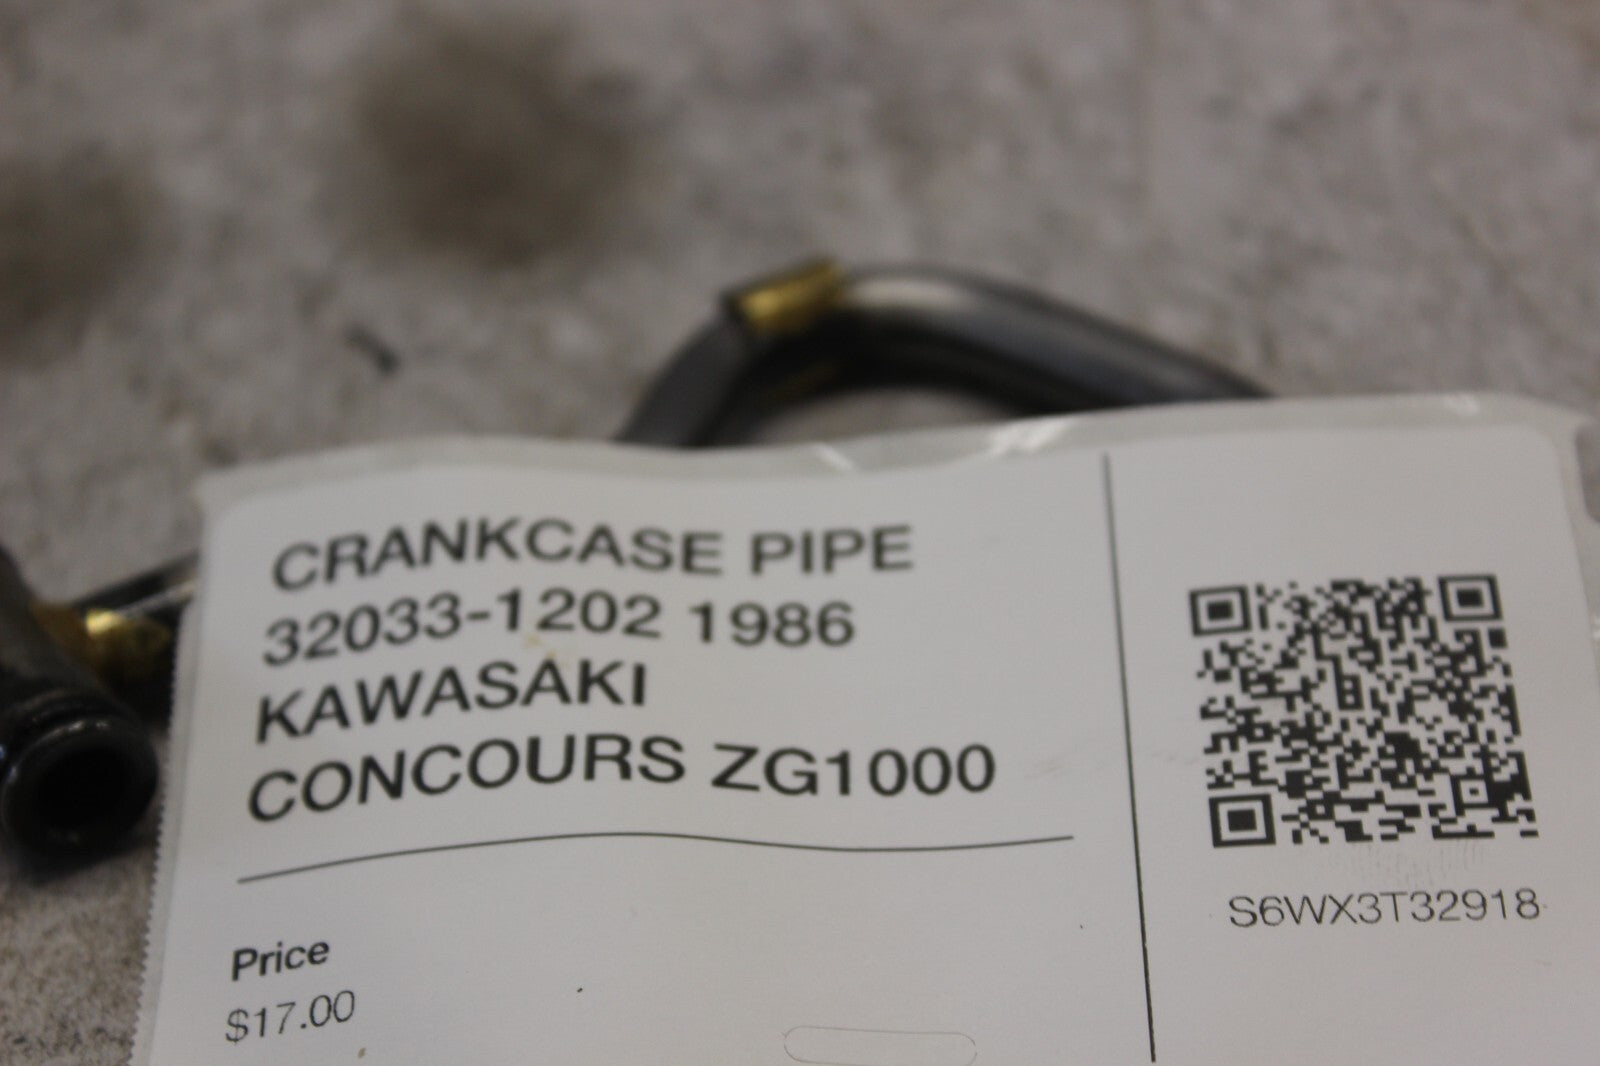 CRANKCASE PIPE
32033-1202 1986
KAWASAKI
CONCOURS ZG1000
Price
$17.00
S6WX3T32918